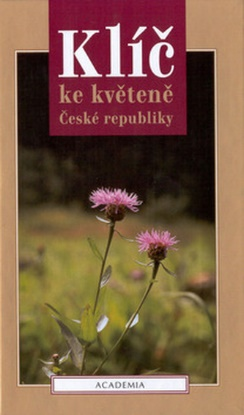 Klíč
ke květeně
České republiky
ACADEMIA